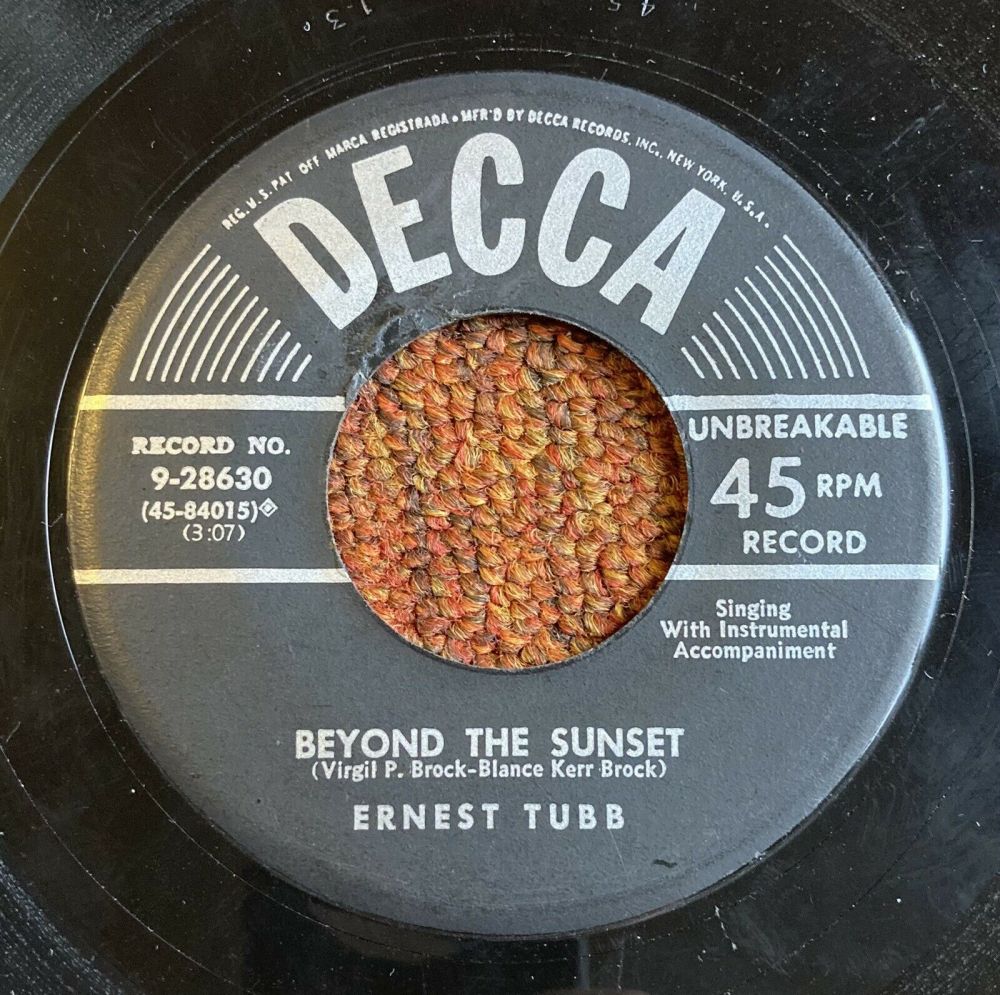 REG. U.S. PAT OFF MARCA REGISTRADA • MFR'D BY DECCA RECORDS, INC., NEW YORK, U.S.A.
DECCA
RECORD NO.
9-28630
(45-84015)
(3:07)
UNBREAKABLE
45 RPM
RECORD
Singing
With Instrumental
Accompaniment
BEYOND THE SUNSET
(Virgil P. Brock-Blance Kerr Brock)
ERNEST TUBB